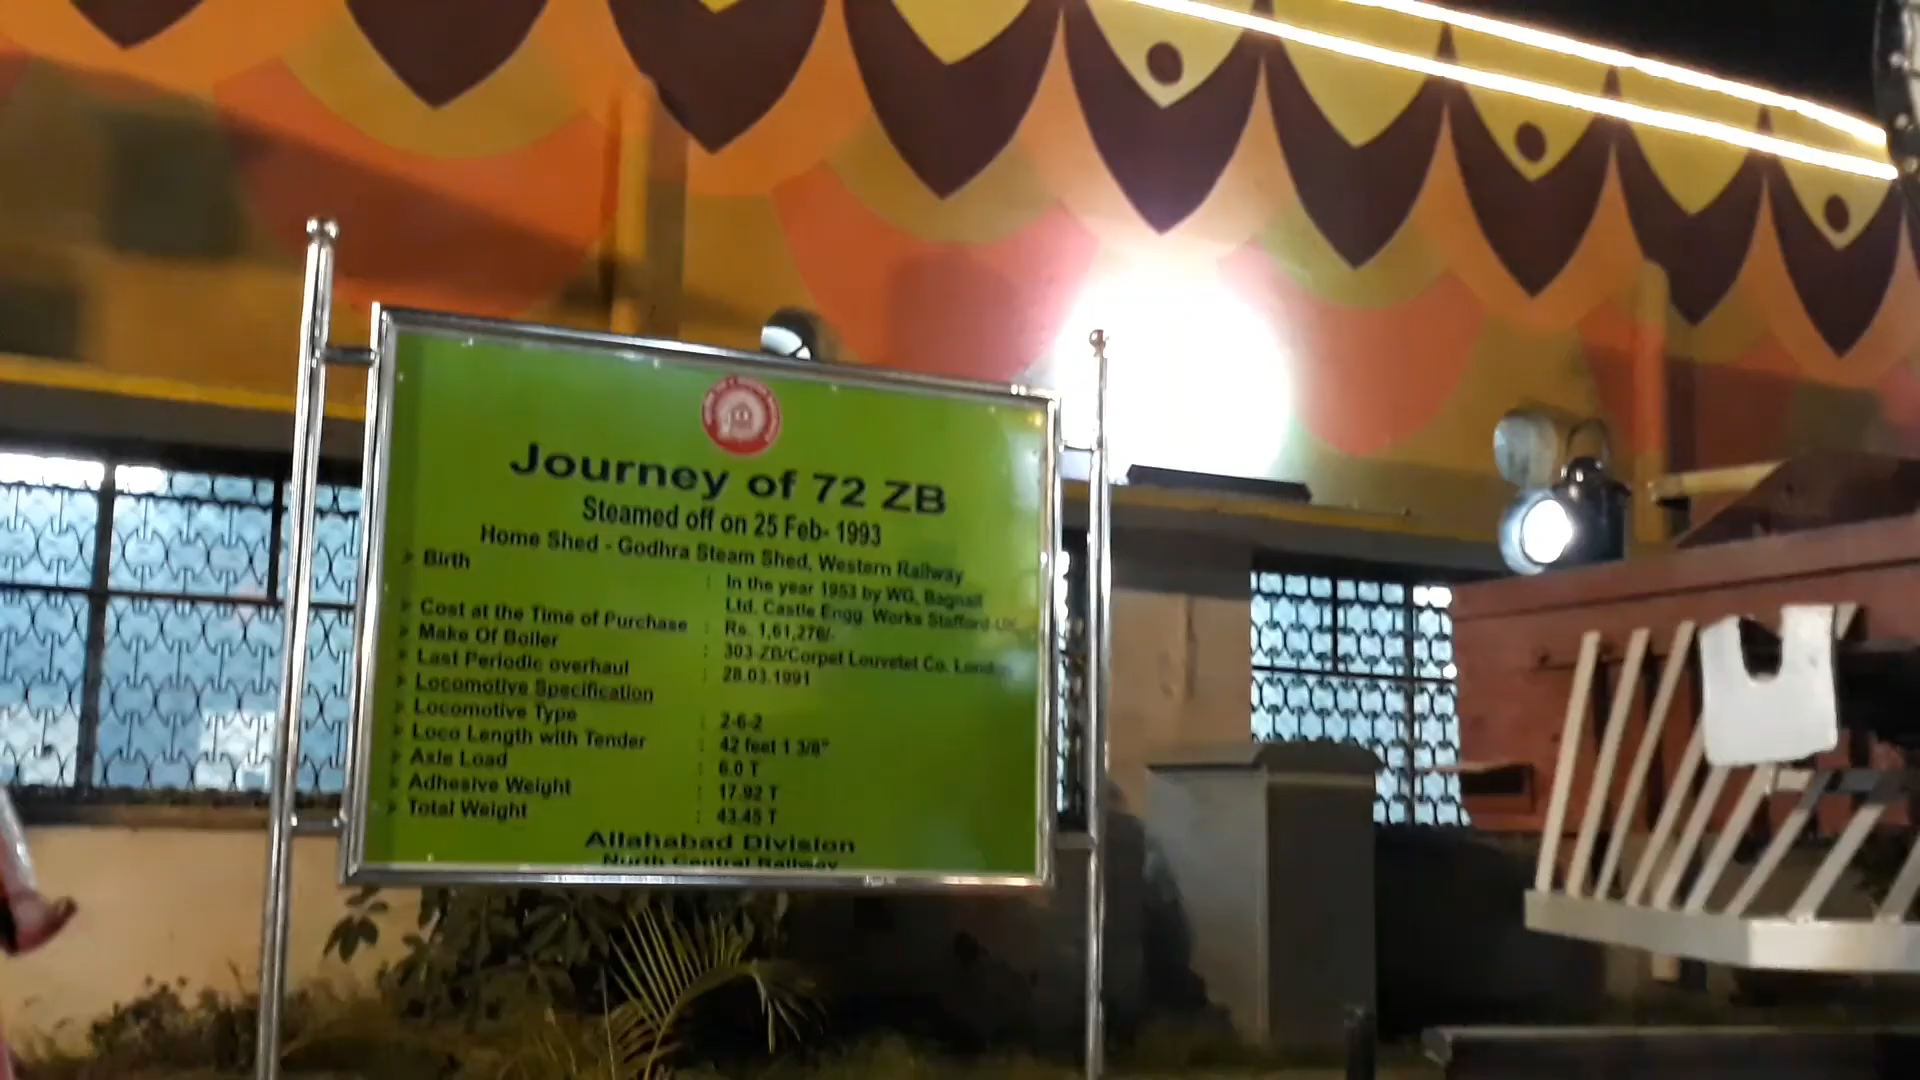 Journey of 72 ZB
Steamed off on 25 Feb- 1993
Home Shed - Godhra Steam Shed, Western Railway
➤ Birth : In the year 1953 by WG, Bagnall
Ltd. Castle Engg. Works Stafford-UK
➤ Cost at the Time of Purchase : Rs. 1,61,276/-
➤ Make Of Boiler : 303-ZB/Corpet Louvetet Co. London
➤ Last Periodic overhaul : 28.03.1991
➤ Locomotive Specification
➤ Locomotive Type : 2-6-2
➤ Loco Length with Tender : 42 feet 1 3/8"
➤ Axle Load : 6.0 T
➤ Adhesive Weight : 17.92 T
➤ Total Weight : 43.45 T
Allahabad Division
North Central Railway